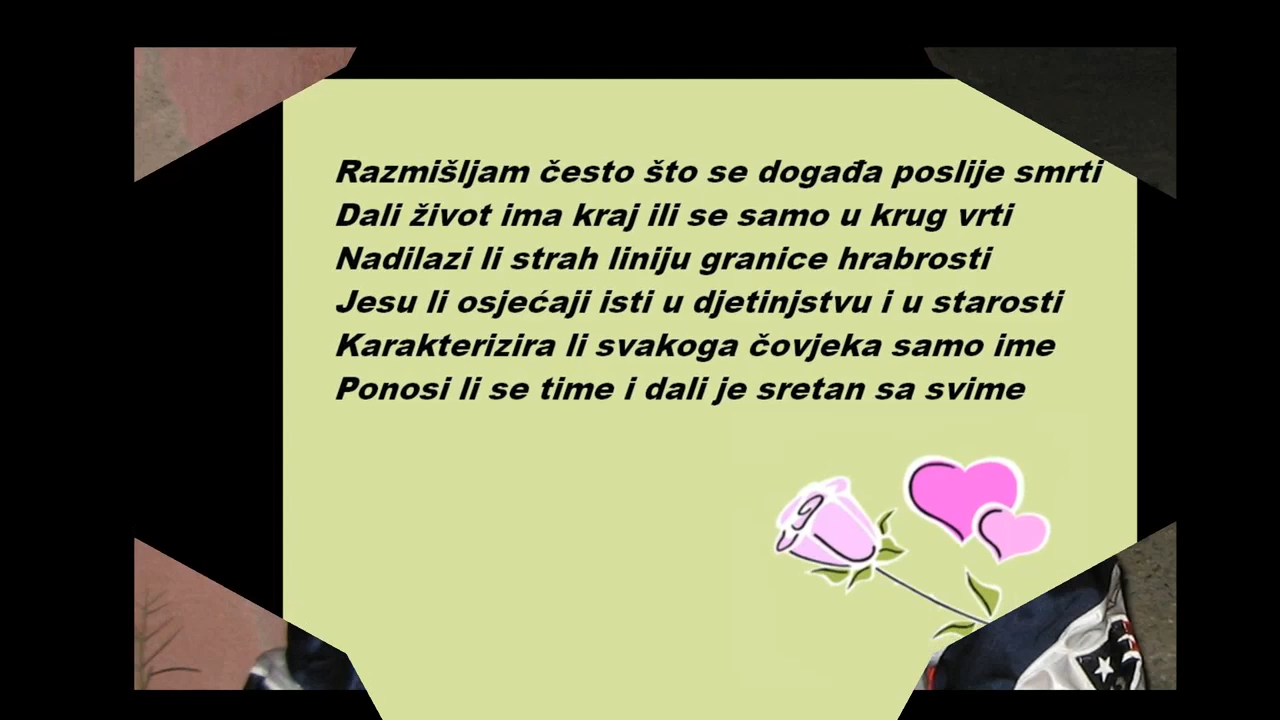 Razmišljam često što se događa poslije smrti
Dali život ima kraj ili se samo u krug vrti
Nadilazi li strah liniju granice hrabrosti
Jesu li osjećaji isti u djetinjstvu i u starosti
Karakterizira li svakoga čovjeka samo ime
Ponosi li se time i dali je sretan sa svime